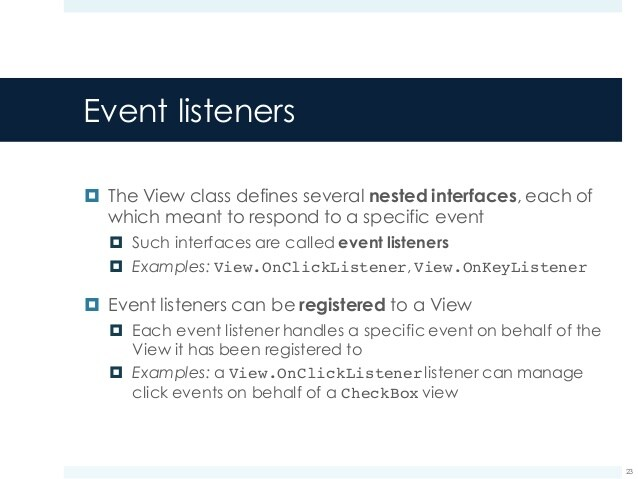 Event listeners
The View class defines several nested interfaces, each of
which meant to respond to a specific event
Such interfaces are called event listeners
Examples: View.OnClickListener, View.OnKeyListener
Event listeners can be registered to a View
Each event listener handles a specific event on behalf of the
View it has been registered to
Examples: a View.OnClickListener listener can manage
click events on behalf of a CheckBox view
23